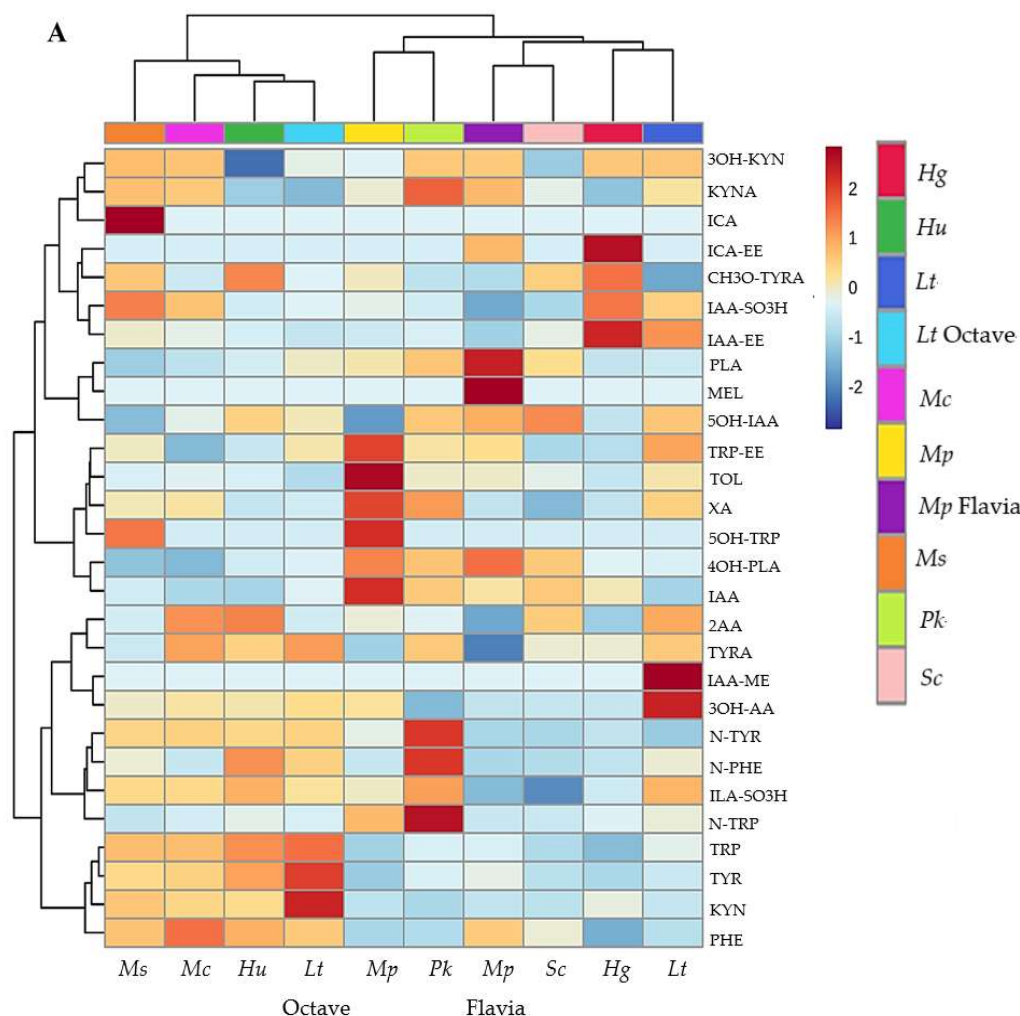 A
3OH-KYN
KYNA
ICA
ICA-EE
CH3O-TYRA
IAA-SO3H
IAA-EE
PLA
MEL
5OH-IAA
TRP-EE
TOL
XA
5OH-TRP
4OH-PLA
IAA
2AA
TYRA
IAA-ME
3OH-AA
N-TYR
N-PHE
ILA-SO3H
N-TRP
TRP
TYR
KYN
PHE
2
1
0
-1
-2
Hg
Hu
Lt
Lt Octave
Mc
Mp
Mp Flavia
Ms
Pk
Sc
Ms Mc Hu Lt Mp Pk Mp Sc Hg Lt
Octave Flavia